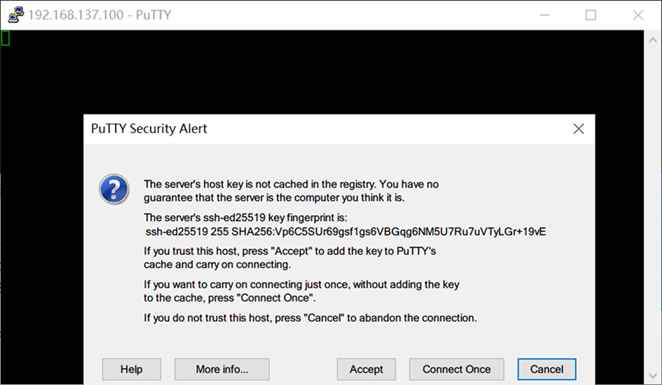 192.168.137.100 - PuTTY
PuTTY Security Alert
The server's host key is not cached in the registry. You have no
guarantee that the server is the computer you think it is.
The server's ssh-ed25519 key fingerprint is:
ssh-ed25519 255 SHA256:Vp6C5SUr69gsf1gs6VBGqg6NM5U7Ru7uVTyLGr+19vE
If you trust this host, press "Accept" to add the key to PuTTY's
cache and carry on connecting.
If you want to carry on connecting just once, without adding the key
to the cache, press "Connect Once".
If you do not trust this host, press "Cancel" to abandon the connection.
Help More info... Accept Connect Once Cancel